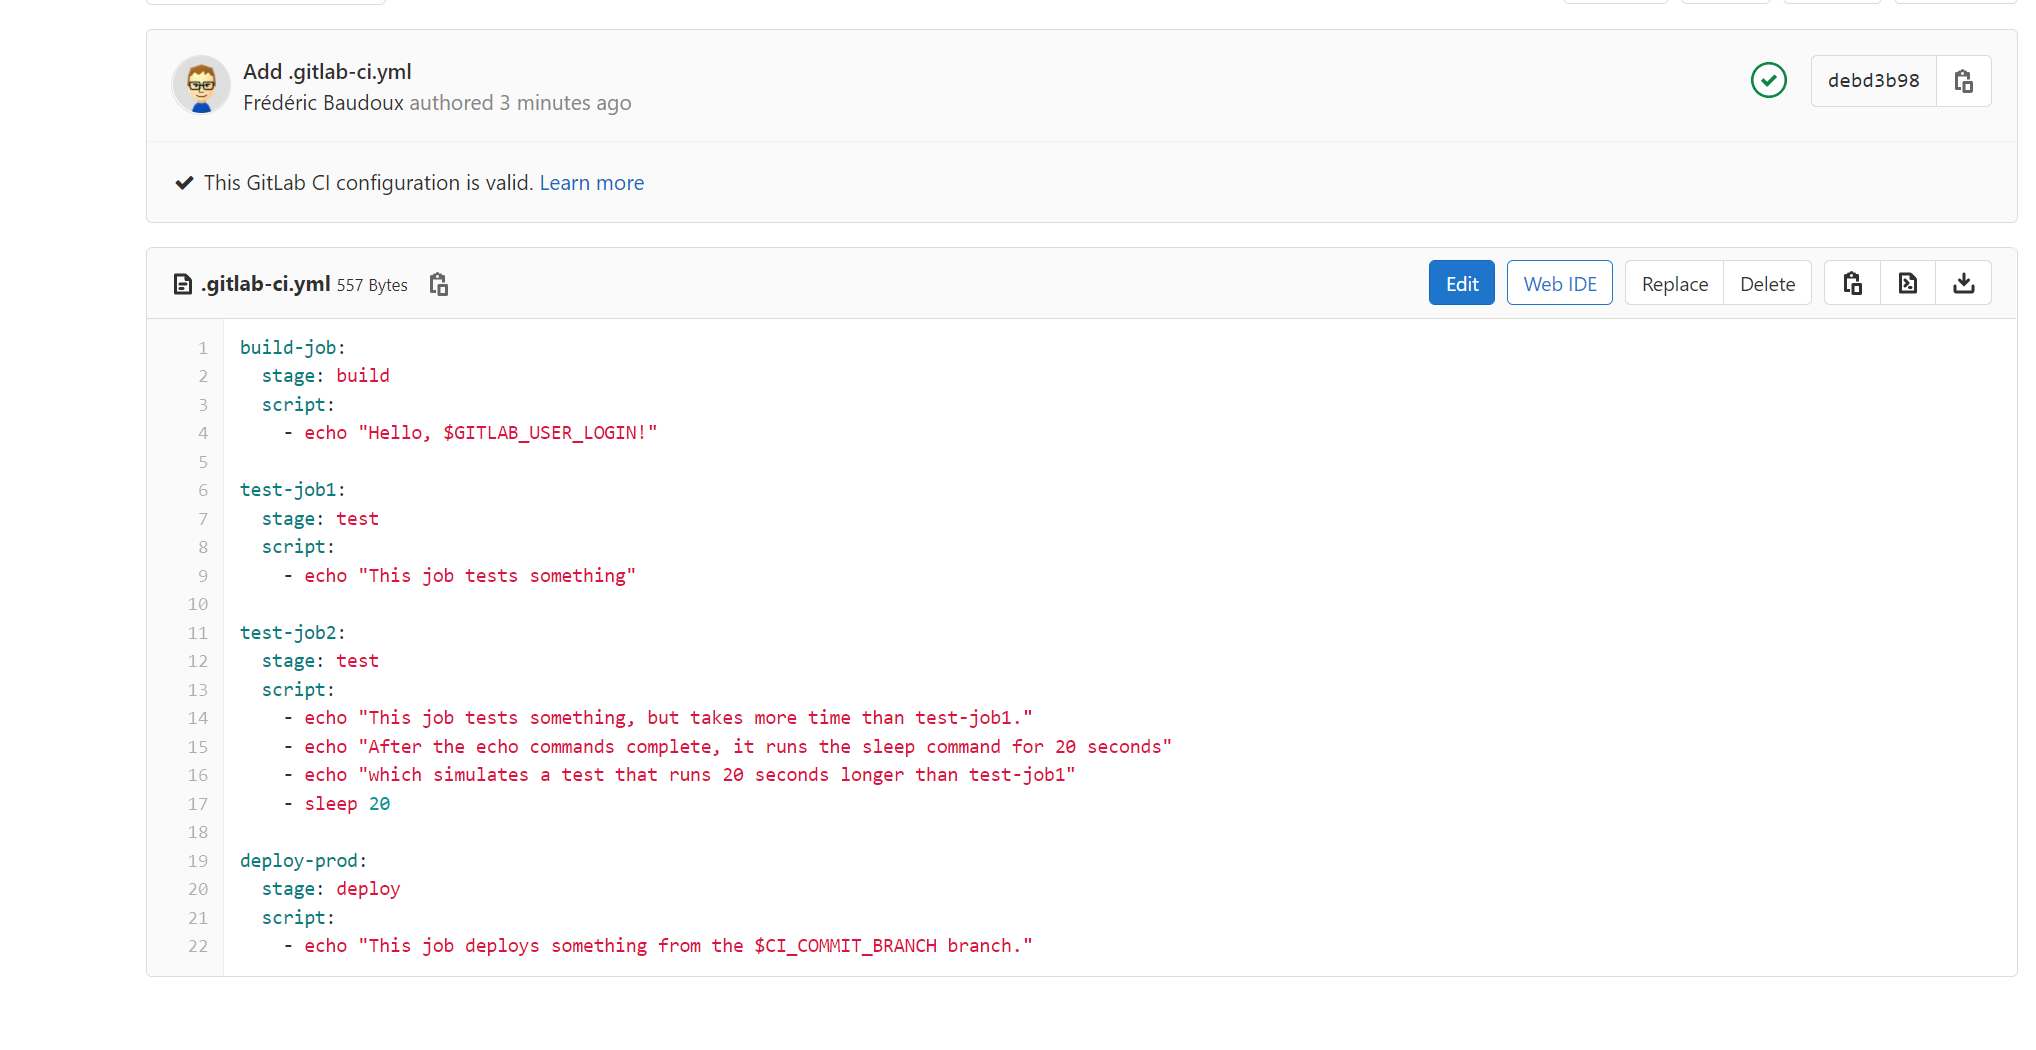 Add .gitlab-ci.yml
Frédéric Baudoux authored 3 minutes ago
debd3b98
This GitLab CI configuration is valid. Learn more
.gitlab-ci.yml 557 Bytes
Edit Web IDE Replace Delete
1 build-job:
2   stage: build
3   script:
4     - echo "Hello, $GITLAB_USER_LOGIN!"
5
6 test-job1:
7   stage: test
8   script:
9     - echo "This job tests something"
10
11 test-job2:
12   stage: test
13   script:
14     - echo "This job tests something, but takes more time than test-job1."
15     - echo "After the echo commands complete, it runs the sleep command for 20 seconds"
16     - echo "which simulates a test that runs 20 seconds longer than test-job1"
17     - sleep 20
18
19 deploy-prod:
20   stage: deploy
21   script:
22     - echo "This job deploys something from the $CI_COMMIT_BRANCH branch."